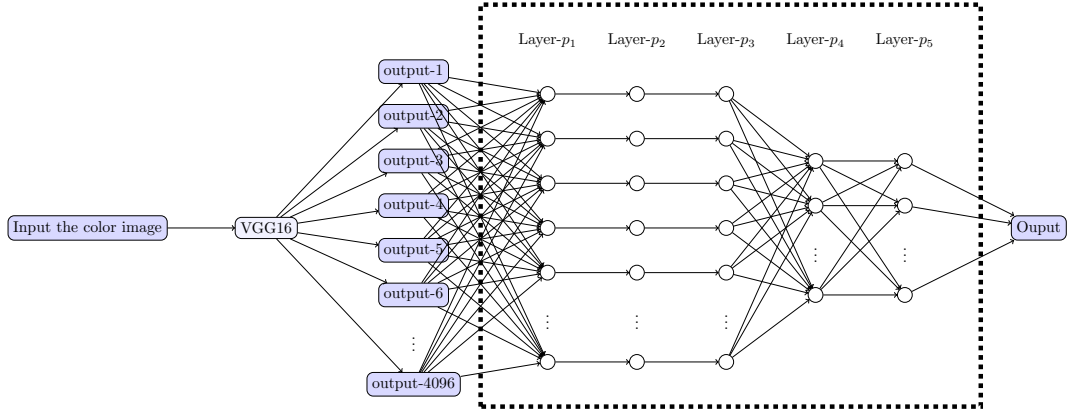 Layer-p₁ Layer-p₂ Layer-p₃ Layer-p₄ Layer-p₅
output-1
output-2
output-3
output-4
Input the color image VGG16 Ouput
output-5
output-6
output-4096